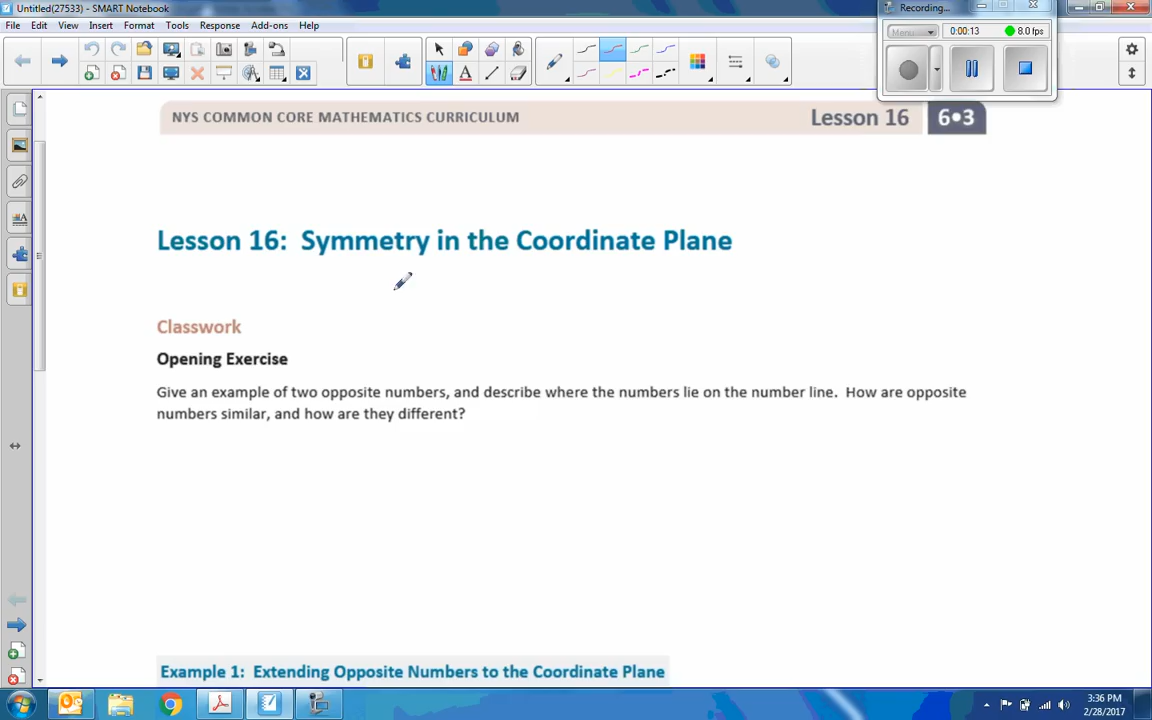 Untitled(27533) - SMART Notebook
Recording...
File Edit View Insert Format Tools Response Add-ons Help
Menu 0:00:13 8.0 fps
NYS COMMON CORE MATHEMATICS CURRICULUM Lesson 16 6•3
Lesson 16: Symmetry in the Coordinate Plane
Classwork
Opening Exercise
Give an example of two opposite numbers, and describe where the numbers lie on the number line. How are opposite
numbers similar, and how are they different?
Example 1: Extending Opposite Numbers to the Coordinate Plane
3:36 PM
2/28/2017